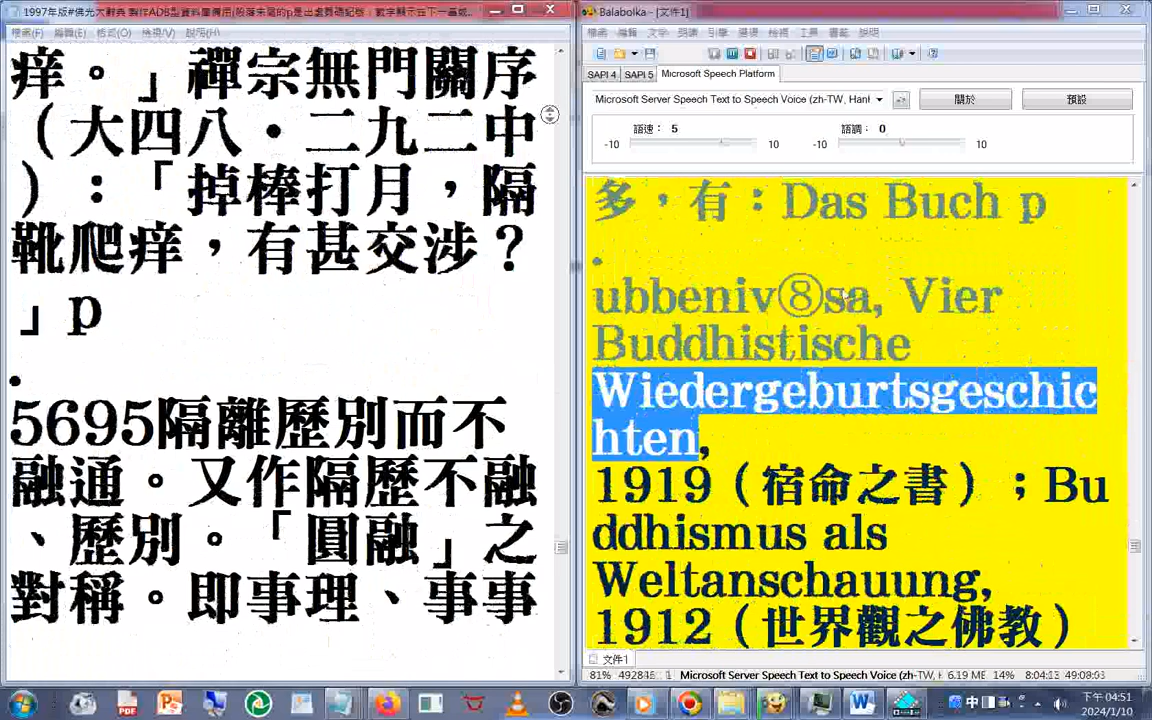 1997年版#佛光大辭典
Balabolka - [文件1]
SAPI 4
SAPI 5
Microsoft Speech Platform
Microsoft Server Speech Text to Speech Voice (zh-TW, Hanl
關於
預設
語速： 5
語調： 0
-10
10
-10
10
癢。」禪宗無門關序
（大四八·二九二中
）：「掉棒打月，隔
靴爬痒，有甚交涉？
」p
．
5695隔離歷別而不
融通。又作隔歷不融
、歷別。「圓融」之
對稱。即事理、事事
多，有：Das Buch p
．
ubbeniv⑧sa, Vier
Buddhistische
Wiedergeburtsgeschic
hten,
1919（宿命之書）；Bu
ddhismus als
Weltanschauung,
1912（世界觀之佛教）
文件1
81%
Microsoft Server Speech Text to Speech Voice (zh-TW, Hanl
6.19 ME
14%
8:04:13
49:08:03
中
下午 04:51
2024/1/10